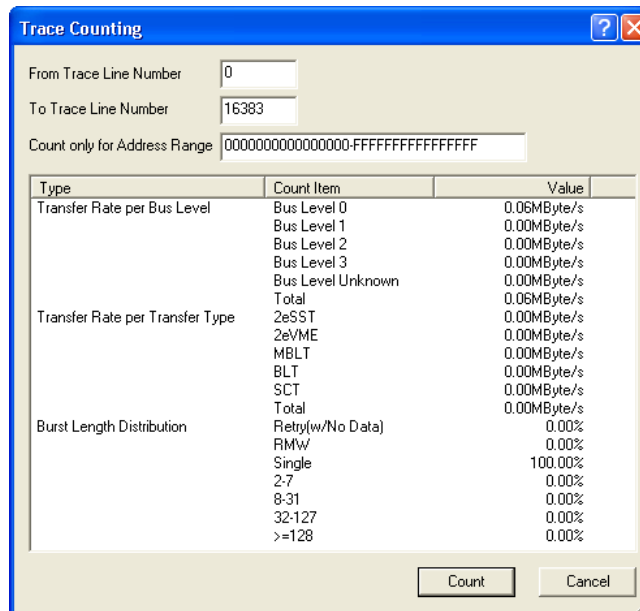 Trace Counting
From Trace Line Number 0
To Trace Line Number 16383
Count only for Address Range 0000000000000000-FFFFFFFFFFFFFFFF
Type Count Item Value
Transfer Rate per Bus Level Bus Level 0 0.06MByte/s
Bus Level 1 0.00MByte/s
Bus Level 2 0.00MByte/s
Bus Level 3 0.00MByte/s
Bus Level Unknown 0.00MByte/s
Total 0.06MByte/s
Transfer Rate per Transfer Type 2eSST 0.00MByte/s
2eVME 0.00MByte/s
MBLT 0.00MByte/s
BLT 0.00MByte/s
SCT 0.00MByte/s
Total 0.00MByte/s
Burst Length Distribution Retry(w/No Data) 0.00%
RMW 0.00%
Single 100.00%
2-7 0.00%
8-31 0.00%
32-127 0.00%
>=128 0.00%
Count Cancel